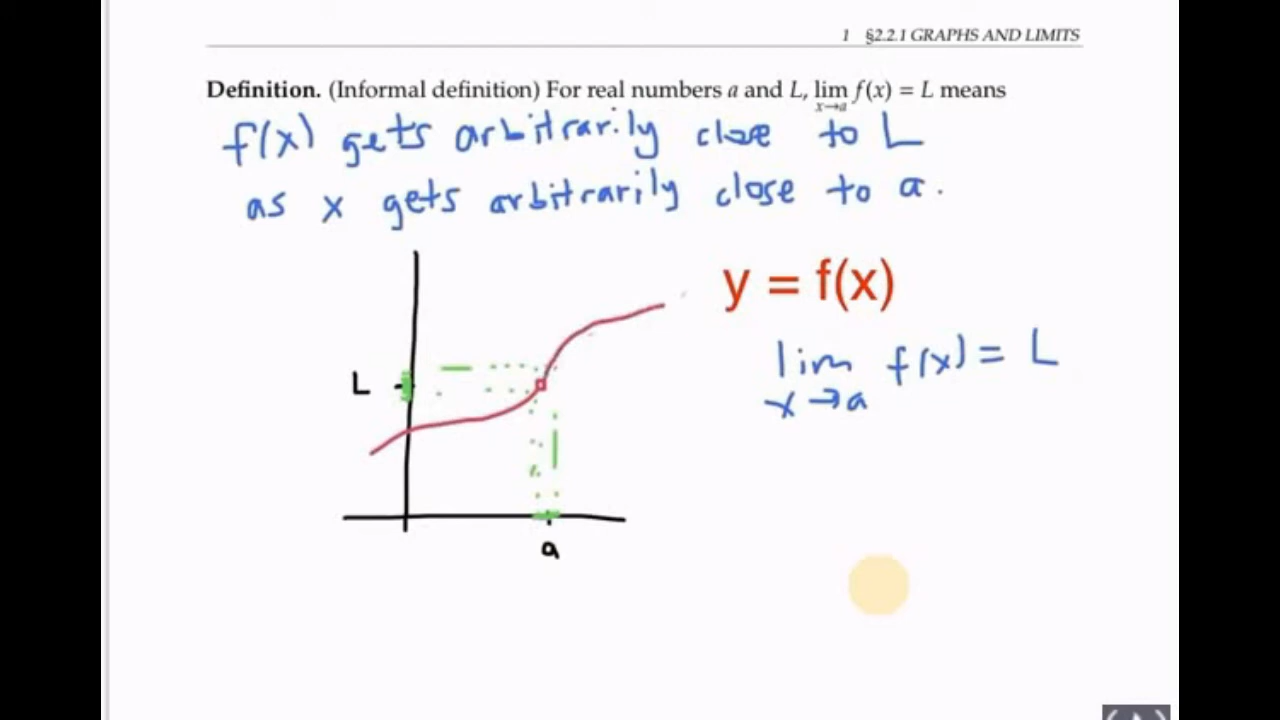 1 §2.2.1 GRAPHS AND LIMITS
Definition. (Informal definition) For real numbers a and L, lim f(x) = L means
x→a
f(x) gets arbitrarily close to L
as x gets arbitrarily close to a.
y = f(x)
lim f(x) = L
x → a
L
a